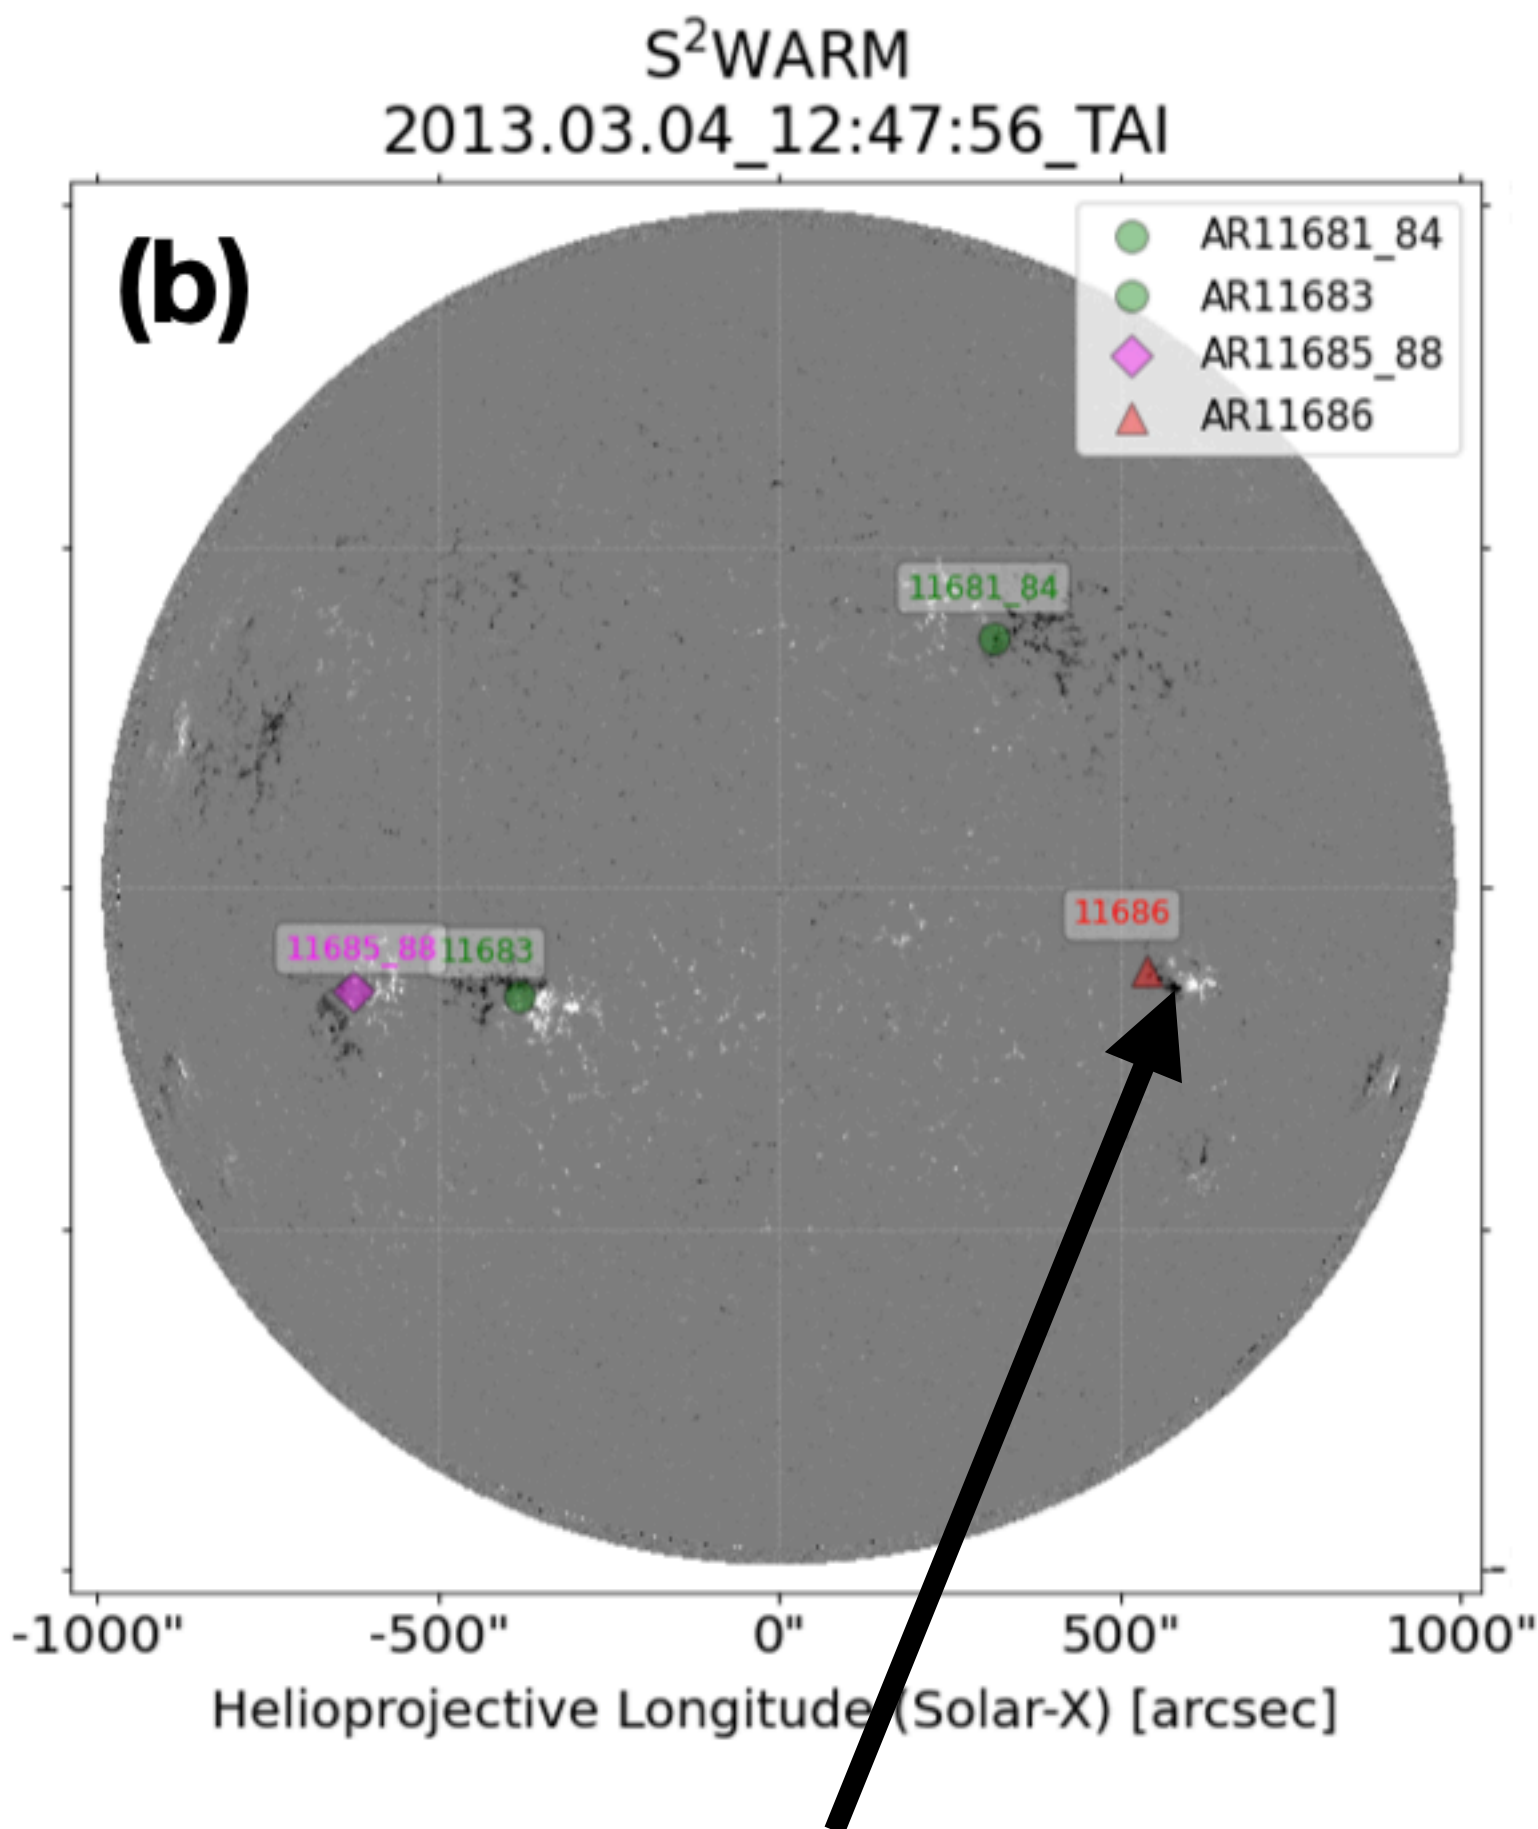 S²WARM
2013.03.04_12:47:56_TAI
(b)
AR11681_84
AR11683
AR11685_88
AR11686
11681_84
11686
11685_88
11683
-1000"
-500"
0"
500"
1000"
Helioprojective Longitude (Solar-X) [arcsec]